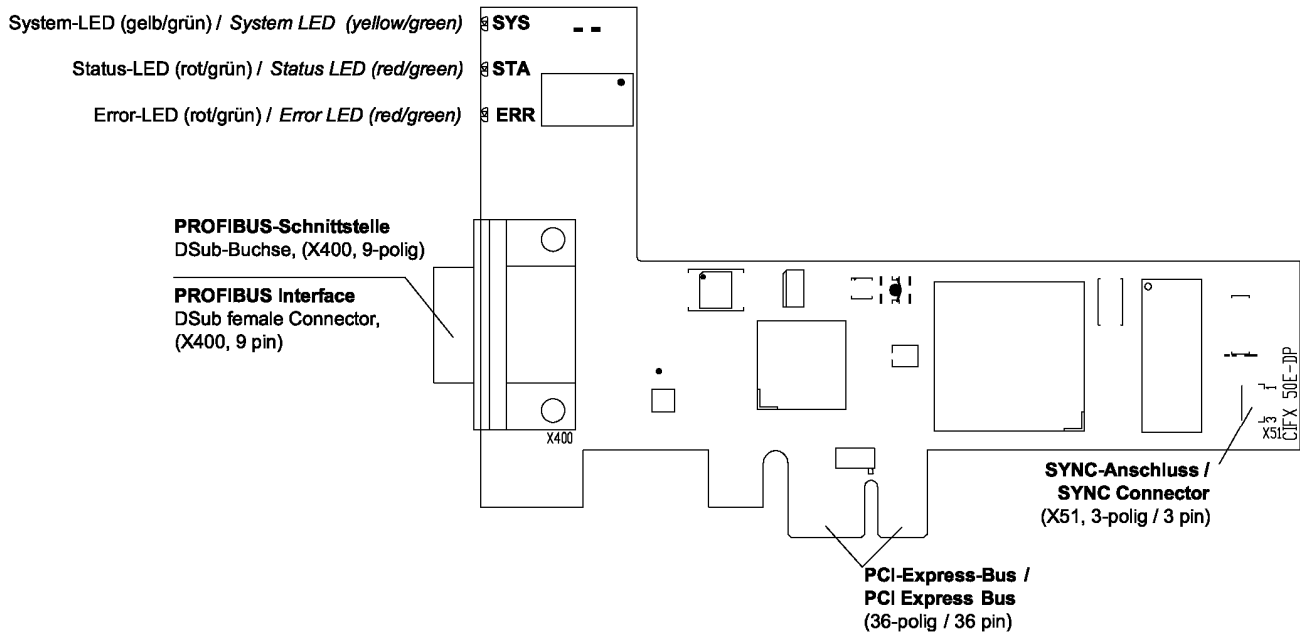 System-LED (gelb/grün) / System LED (yellow/green)
SYS
Status-LED (rot/grün) / Status LED (red/green)
STA
Error-LED (rot/grün) / Error LED (red/green)
ERR
PROFIBUS-Schnittstelle
DSub-Buchse, (X400, 9-polig)
PROFIBUS Interface
DSub female Connector,
(X400, 9 pin)
X400
1
3
X51
CIFX 50E-DP
SYNC-Anschluss /
SYNC Connector
(X51, 3-polig / 3 pin)
PCI-Express-Bus /
PCI Express Bus
(36-polig / 36 pin)